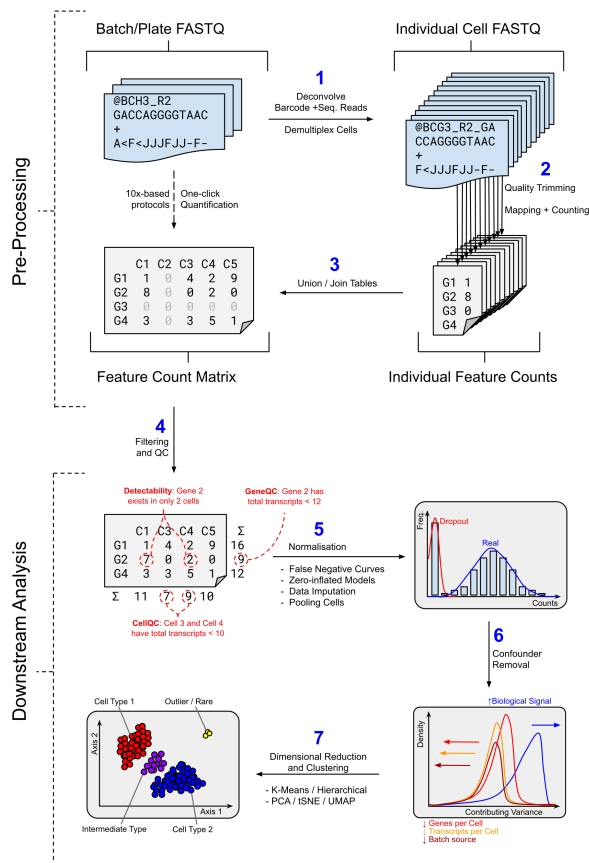 Batch/Plate FASTQ
Individual Cell FASTQ
@BCH3_R2
GACCAGGGGTAAC
+
A<F<JJJFJJ-F-
1
Deconvolve
Barcode +Seq. Reads
Demultiplex Cells
@BCG3_R2_GA
CCAGGGGTAAC
+
F<JJJFJJ-F-
2
Quality Trimming
Mapping + Counting
10x-based
protocols
One-click
Quantification
Pre-Processing
C1 C2 C3 C4 C5
G1 1 0 4 2 9
G2 8 0 0 2 0
G3 0 0 0 0 0
G4 3 0 3 5 1
3
Union / Join Tables
G1 1
G2 8
G3 0
G4
Feature Count Matrix
Individual Feature Counts
4
Filtering
and QC
Downstream Analysis
Detectability: Gene 2
exists in only 2 cells
GeneQC: Gene 2 has
total transcripts < 12
C1 C3 C4 C5 Σ
G1 1 4 2 9 16
G2 7 0 2 0 9
G4 3 3 5 1 12
Σ 11 7 9 10
CellQC: Cell 3 and Cell 4
have total transcripts < 10
5
Normalisation
- False Negative Curves
- Zero-inflated Models
- Data Imputation
- Pooling Cells
Freq.
Dropout
Real
Counts
6
Confounder
Removal
↑Biological Signal
Density
Contributing Variance
↓ Genes per Cell
↓ Transcripts per Cell
↓ Batch source
7
Dimensional Reduction
and Clustering
- K-Means / Hierarchical
- PCA / tSNE / UMAP
Cell Type 1
Outlier / Rare
Axis 2
Axis 1
Intermediate Type
Cell Type 2